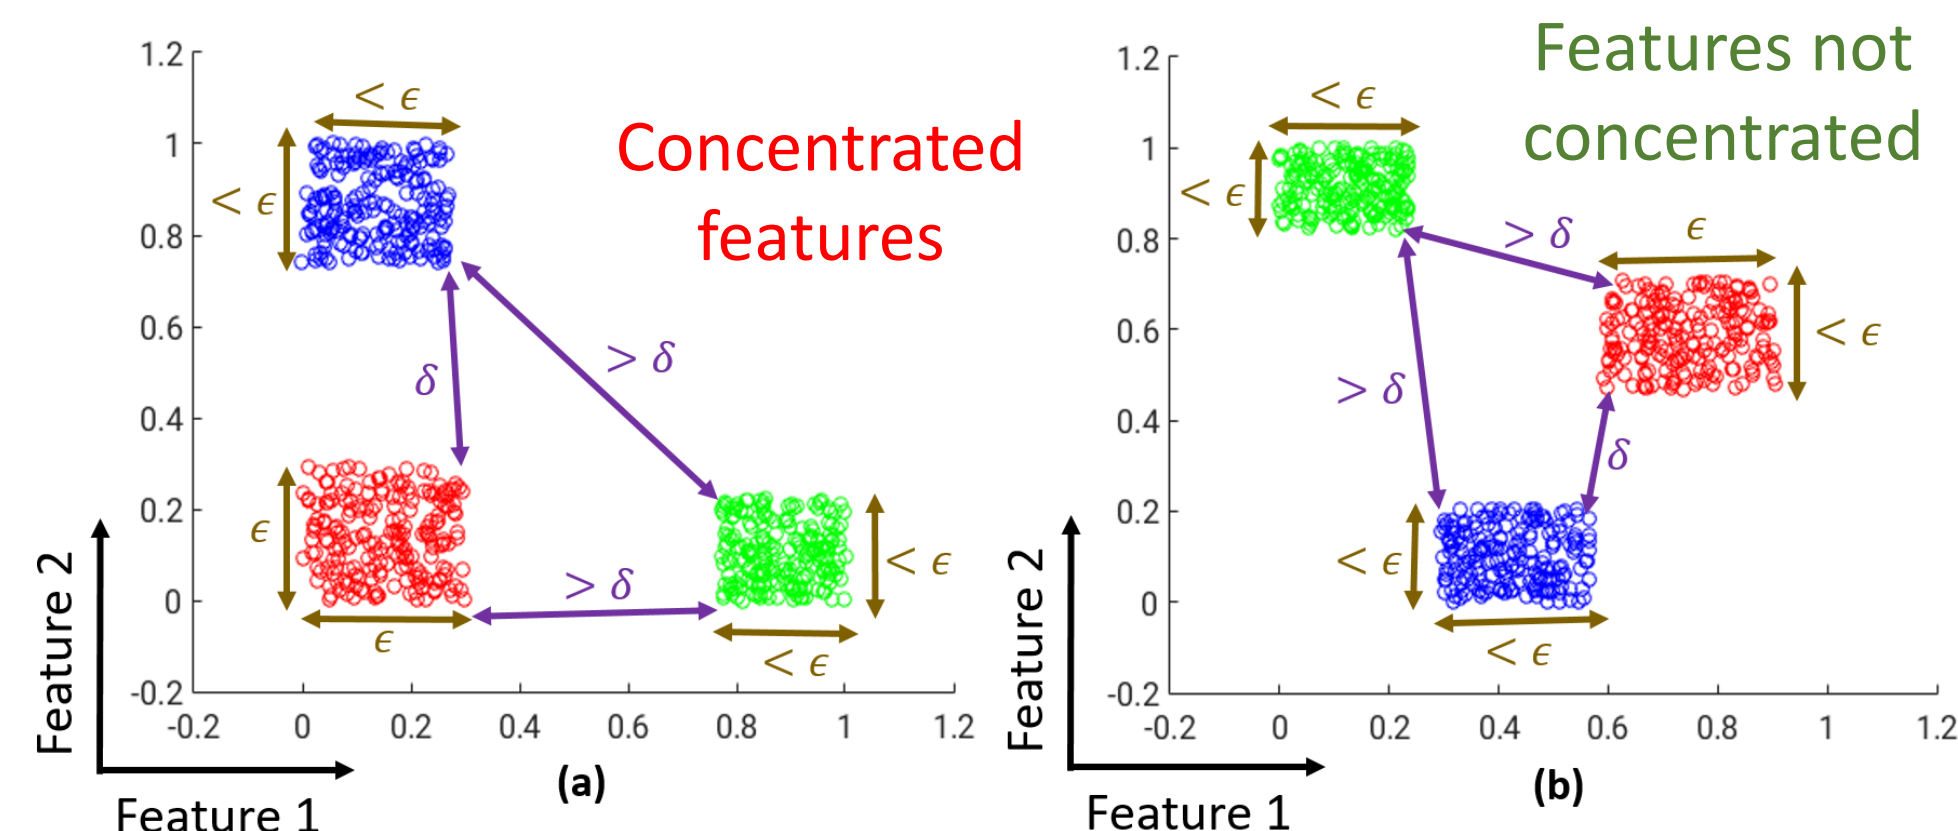 1.2
1
0.8
0.6
0.4
0.2
0
-0.2
-0.2 0 0.2 0.4 0.6 0.8 1 1.2
Feature 2
Feature 1
(a)
Concentrated
features
< ϵ
< ϵ
ϵ
ϵ
< ϵ
< ϵ
δ
> δ
> δ
1.2
1
0.8
0.6
0.4
0.2
0
-0.2
-0.2 0 0.2 0.4 0.6 0.8 1 1.2
Feature 2
Feature 1
(b)
Features not
concentrated
< ϵ
< ϵ
> δ
ϵ
< ϵ
> δ
δ
< ϵ
< ϵ